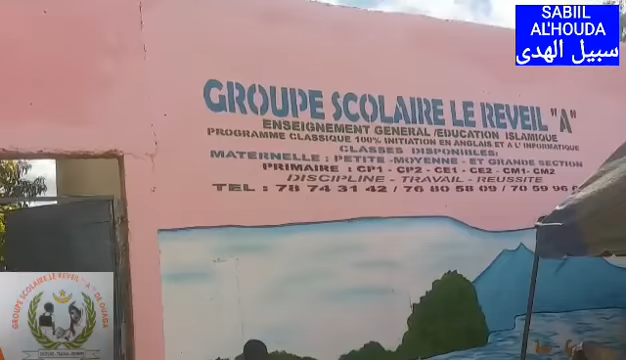 SABIIL
AL'HOUDA
سبيل الهدى
GROUPE SCOLAIRE LE REVEIL "A"
ENSEIGNEMENT GENERAL /EDUCATION ISLAMIQUE
PROGRAMME CLASSIQUE 100% INITIATION EN ANGLAIS ET A L' INFORMATIQUE
CLASSES DISPONIBLES:
MATERNELLE : PETITE -MOYENNE - ET GRANDE SECTION
PRIMAIRE : CP1 - CP2 - CE1 - CE2 - CM1- CM2
DISCIPLINE - TRAVAIL - REUSSITE
TEL : 78 74 31 42 / 76 80 58 09 / 70 59 96
GROUPE SCOLAIRE LE REVEIL "A" DE OUAGA